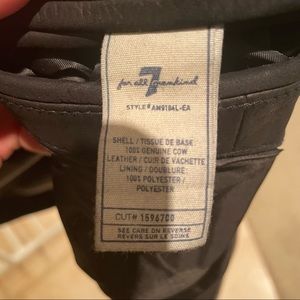 7
for all mankind
STYLE# AM9184L-EA
SHELL / TISSUE DE BASE:
100% GENUINE COW
LEATHER / CUIR DE VACHETTE
LINING / DOUBLURE:
100% POLYESTER /
POLYESTER
CUT# 1596700
SEE CARE ON REVERSE
REVERS SUR LE SOINS